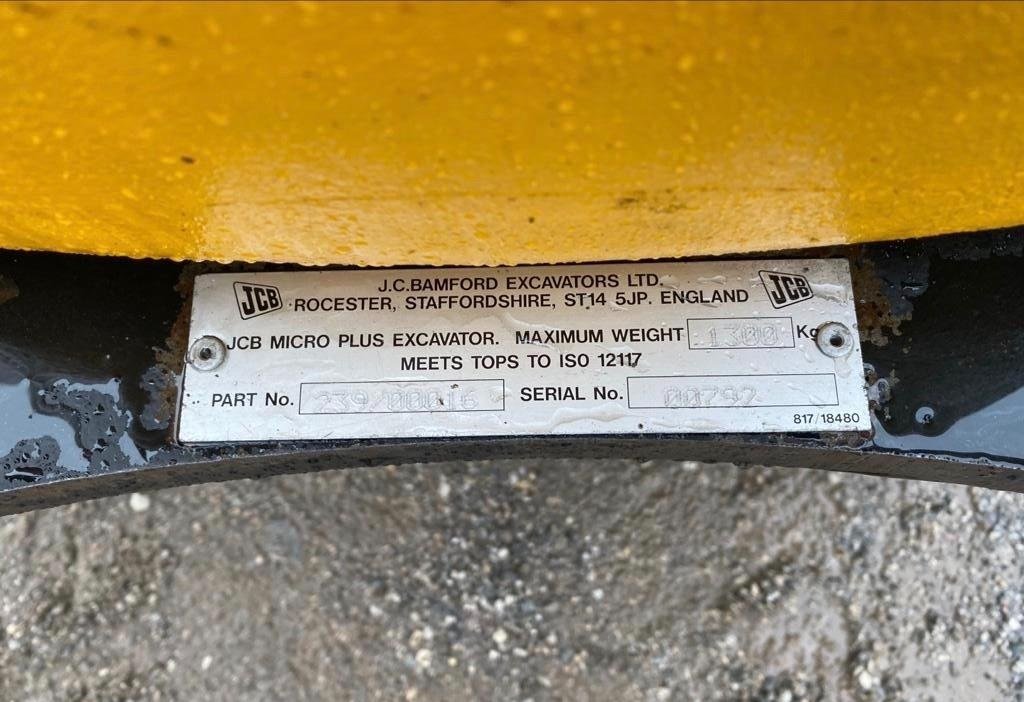 JCB J.C.BAMFORD EXCAVATORS LTD. JCB
ROCESTER, STAFFORDSHIRE, ST14 5JP. ENGLAND
JCB MICRO PLUS EXCAVATOR. MAXIMUM WEIGHT 1300 Kg
MEETS TOPS TO ISO 12117
PART No. 239/00016 SERIAL No. 00797
817/18480